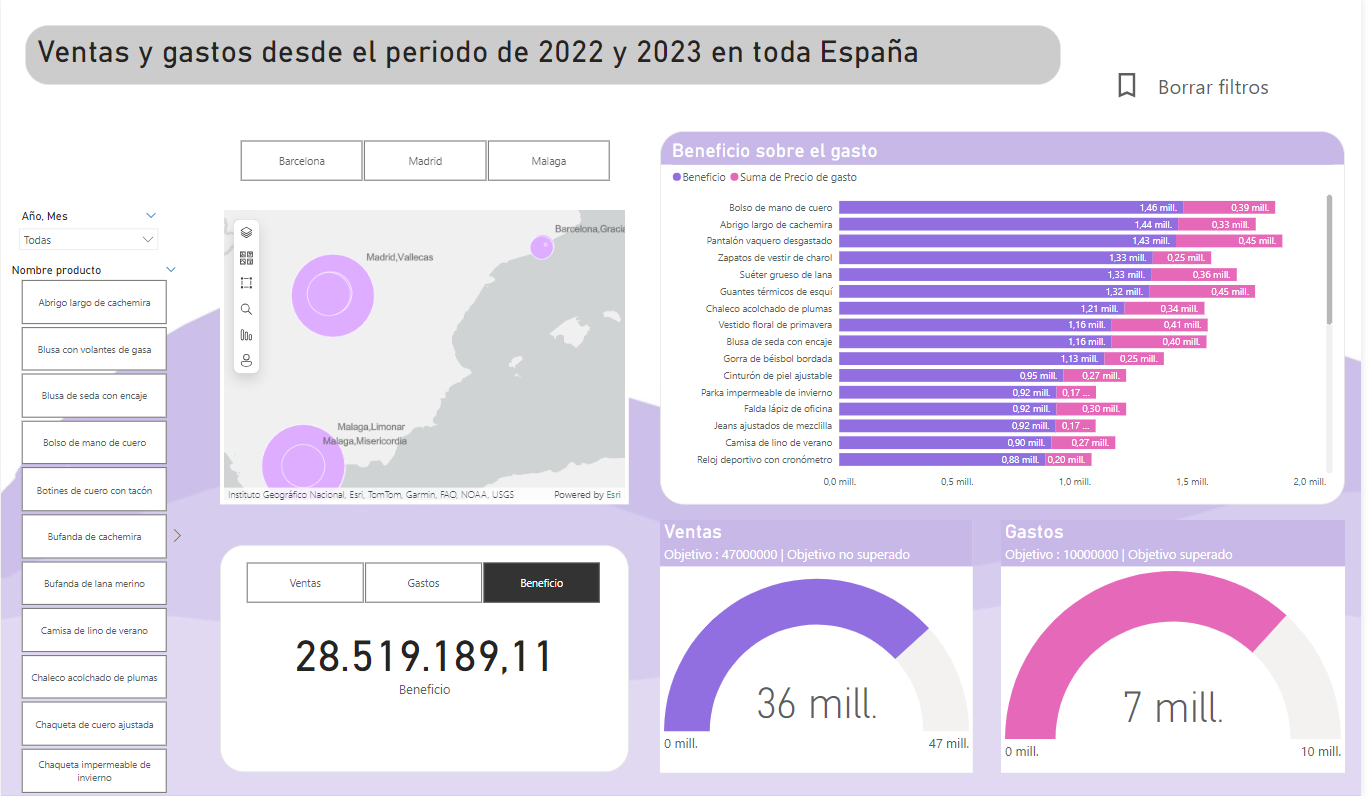 Ventas y gastos desde el periodo de 2022 y 2023 en toda España
Borrar filtros
Barcelona
Madrid
Malaga
Año, Mes
Todas
Nombre producto
Abrigo largo de cachemira
Blusa con volantes de gasa
Blusa de seda con encaje
Bolso de mano de cuero
Botines de cuero con tacón
Bufanda de cachemira
Bufanda de lana merino
Camisa de lino de verano
Chaleco acolchado de plumas
Chaqueta de cuero ajustada
Chaqueta impermeable de
invierno
Barcelona,Gracia
Madrid,Vallecas
Malaga,Limonar
Malaga,Misericordia
Instituto Geográfico Nacional, Esri, TomTom, Garmin, FAO, NOAA, USGS
Powered by Esri
Ventas
Gastos
Beneficio
28.519.189,11
Beneficio
Beneficio sobre el gasto
Beneficio Suma de Precio de gasto
Bolso de mano de cuero 1,46 mill. 0,39 mill.
Abrigo largo de cachemira 1,44 mill. 0,33 mill.
Pantalón vaquero desgastado 1,43 mill. 0,45 mill.
Zapatos de vestir de charol 1,33 mill. 0,25 mill.
Suéter grueso de lana 1,33 mill. 0,36 mill.
Guantes térmicos de esquí 1,32 mill. 0,45 mill.
Chaleco acolchado de plumas 1,21 mill. 0,34 mill.
Vestido floral de primavera 1,16 mill. 0,41 mill.
Blusa de seda con encaje 1,16 mill. 0,40 mill.
Gorra de béisbol bordada 1,13 mill. 0,25 mill.
Cinturón de piel ajustable 0,95 mill. 0,27 mill.
Parka impermeable de invierno 0,92 mill. 0,17 ...
Falda lápiz de oficina 0,92 mill. 0,30 mill.
Jeans ajustados de mezclilla 0,92 mill. 0,17 ...
Camisa de lino de verano 0,90 mill. 0,27 mill.
Reloj deportivo con cronómetro 0,88 mill. 0,20 mill.
0,0 mill. 0,5 mill. 1,0 mill. 1,5 mill. 2,0 mill.
Ventas
Objetivo : 47000000 | Objetivo no superado
36 mill.
0 mill. 47 mill.
Gastos
Objetivo : 10000000 | Objetivo superado
7 mill.
0 mill. 10 mill.